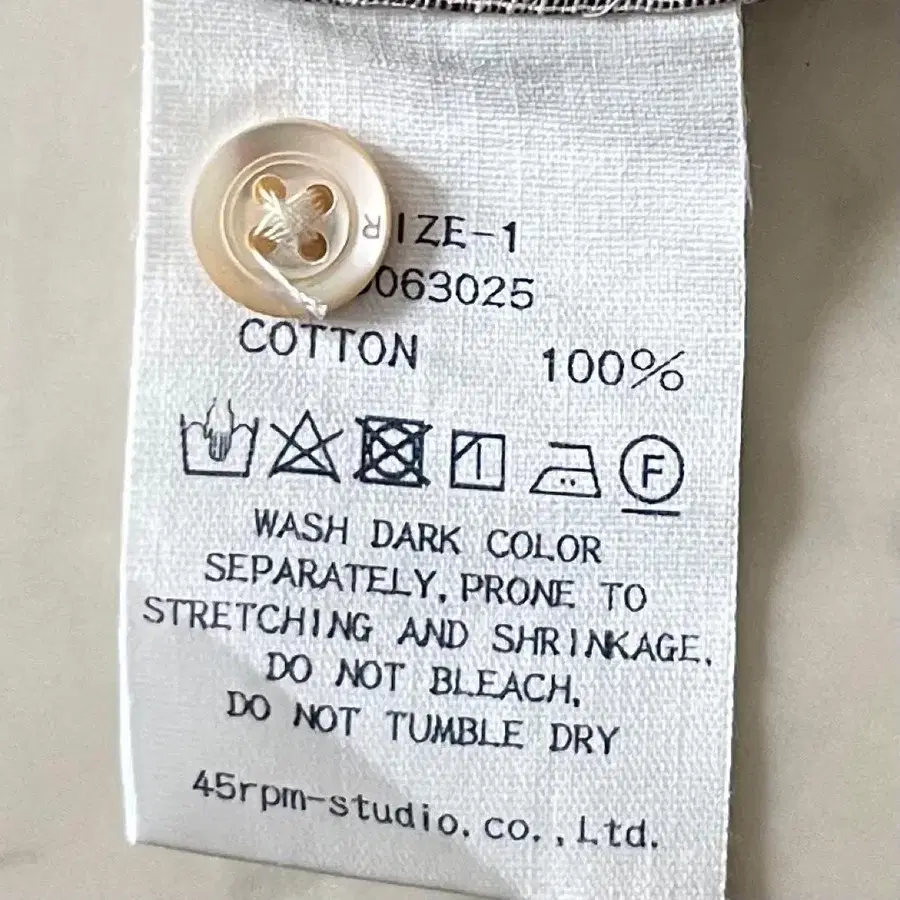 R
IZE-1
063025
COTTON 100%
F
WASH DARK COLOR
SEPARATELY, PRONE TO
STRETCHING AND SHRINKAGE.
DO NOT BLEACH,
DO NOT TUMBLE DRY
45rpm-studio.co.,Ltd.